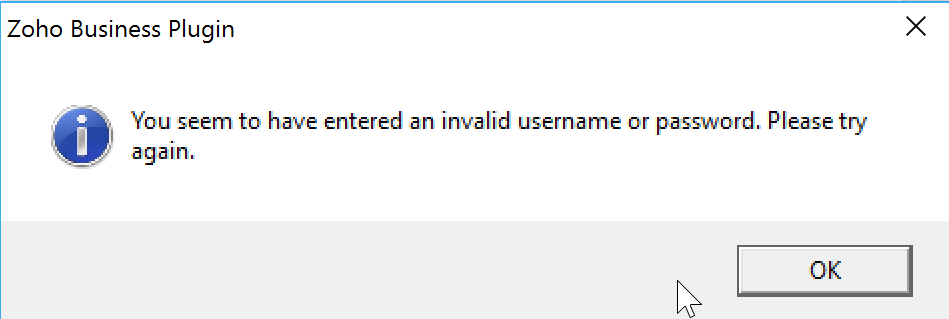 Zoho Business Plugin
You seem to have entered an invalid username or password. Please try
again.
OK